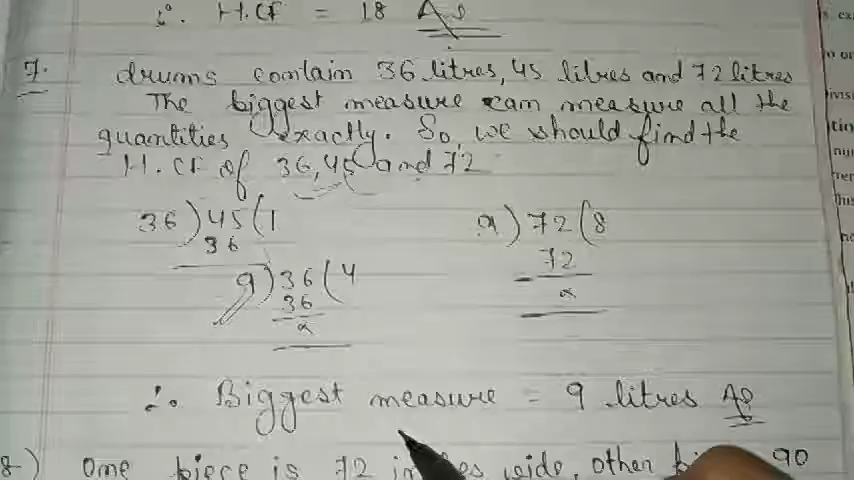 ∴ H.CF = 18 As
7. drums contain 36 litres, 45 litres and 72 litres
The biggest measure can measure all the
quantities exactly. So, we should find the
H.CF of 36, 45 and 72
36)45(1 9)72(8
36 - 72
9)36(4 x
36
x
∴ Biggest measure = 9 litres As
8) One piece is 72 inches wide, other 90